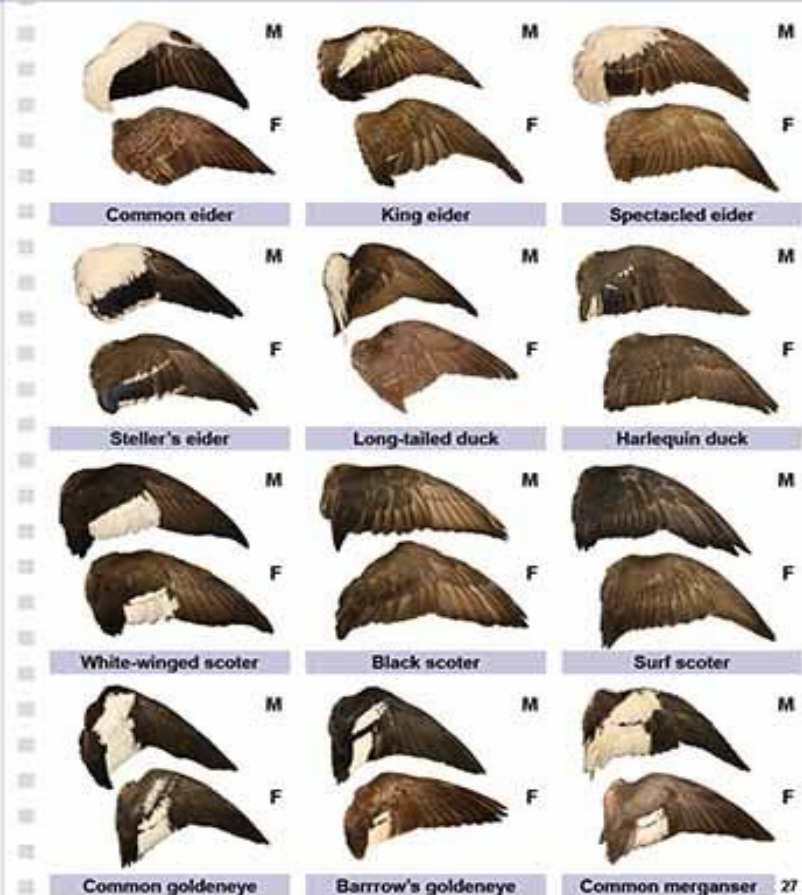 M M M
F F F
Common eider King eider Spectacled eider
M M M
F F F
Steller's eider Long-tailed duck Harlequin duck
M M M
F F F
White-winged scoter Black scoter Surf scoter
M M M
F F F
Common goldeneye Barrrow's goldeneye Common merganser 27